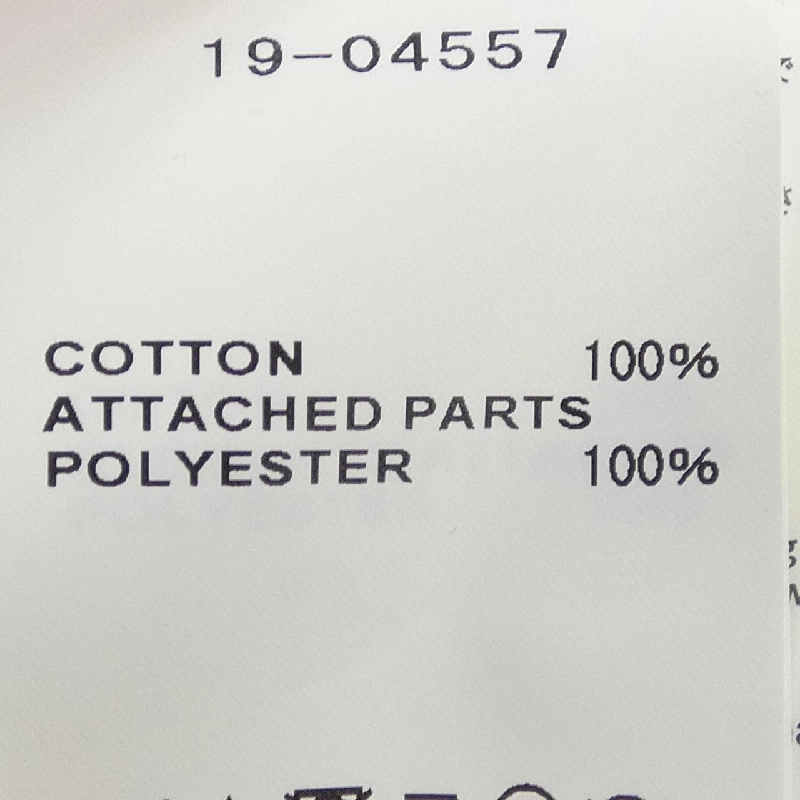 19-04557
COTTON 100%
ATTACHED PARTS
POLYESTER 100%